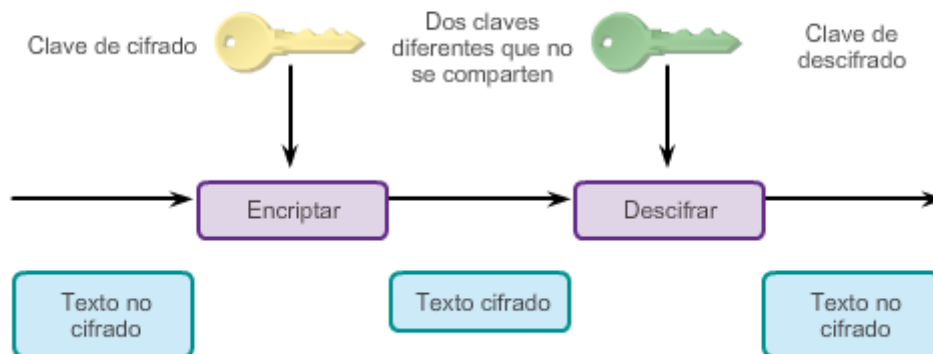 Clave de cifrado
Dos claves
diferentes que no
se comparten
Clave de
descifrado
Encriptar
Descifrar
Texto no
cifrado
Texto cifrado
Texto no
cifrado